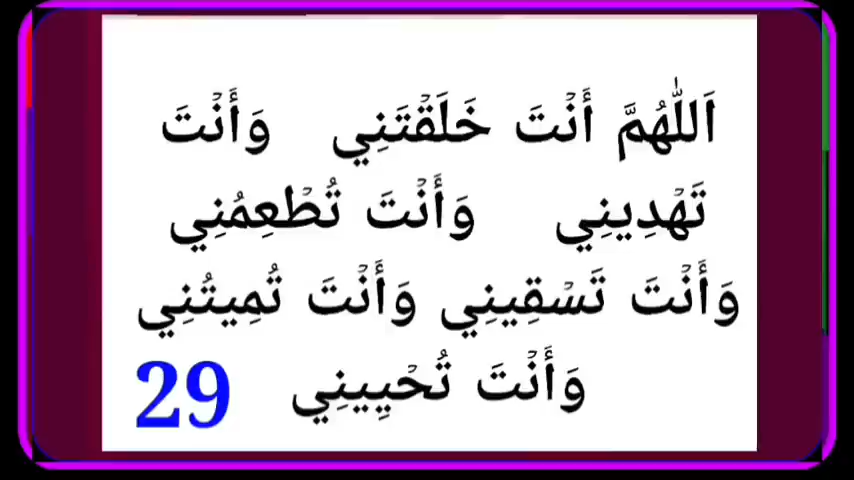 اَللّٰهُمَّ أَنْتَ خَلَقْتَنِي وَأَنْتَ
تَهْدِينِي وَأَنْتَ تُطْعِمُنِي
وَأَنْتَ تَسْقِينِي وَأَنْتَ تُمِيتُنِي
وَأَنْتَ تُحْيِينِي
29